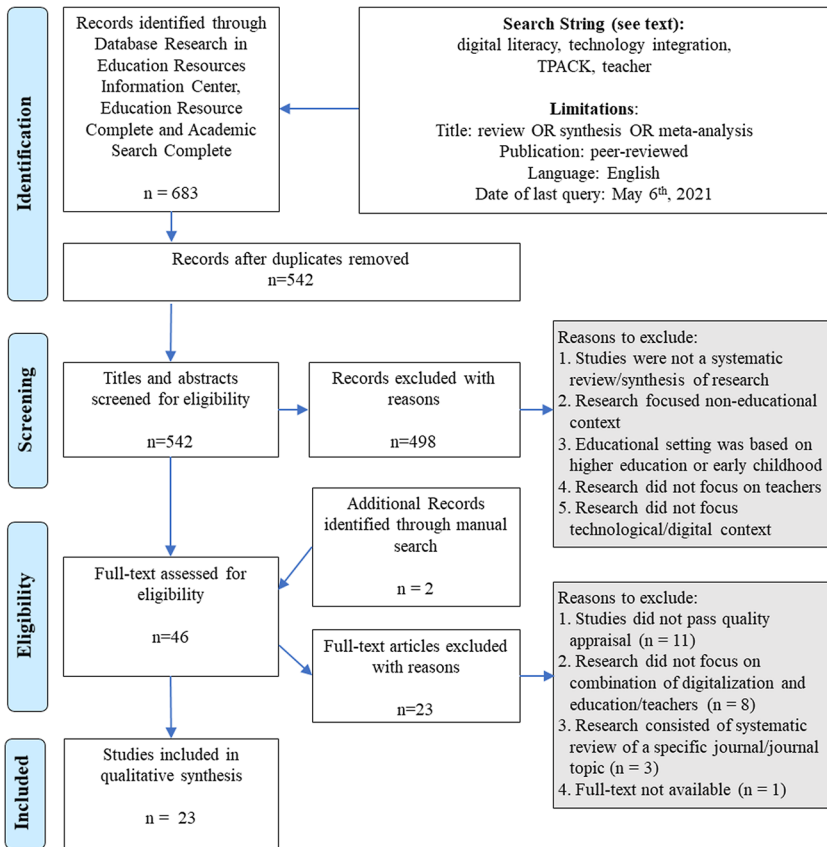 Identification
Records identified through
Database Research in
Education Resources
Information Center,
Education Resource
Complete and Academic
Search Complete
n = 683
Search String (see text):
digital literacy, technology integration,
TPACK, teacher
Limitations:
Title: review OR synthesis OR meta-analysis
Publication: peer-reviewed
Language: English
Date of last query: May 6th, 2021
Records after duplicates removed
n=542
Screening
Titles and abstracts
screened for eligibility
n=542
Records excluded with
reasons
n=498
Reasons to exclude:
1. Studies were not a systematic
review/synthesis of research
2. Research focused non-educational
context
3. Educational setting was based on
higher education or early childhood
4. Research did not focus on teachers
5. Research did not focus
technological/digital context
Eligibility
Additional Records
identified through manual
search
n = 2
Full-text assessed for
eligibility
n=46
Full-text articles excluded
with reasons
n=23
Reasons to exclude:
1. Studies did not pass quality
appraisal (n = 11)
2. Research did not focus on
combination of digitalization and
education/teachers (n = 8)
3. Research consisted of systematic
review of a specific journal/journal
topic (n = 3)
4. Full-text not available (n = 1)
Included
Studies included in
qualitative synthesis
n = 23